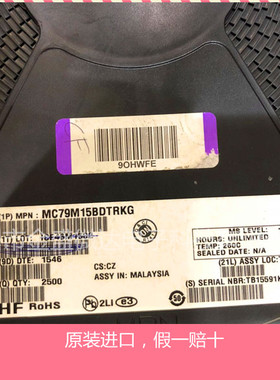 9OHWFE
(1P) MPN : MC79M15BDTRKG
MS LEVEL:
HOURS: UNLIMITED
TEMP: 260C
SEALED DATE: N/A
(9D) DTE: 1546
CS:CZ
ASSY IN: MALAYSIA
(21L) ASSY LOC:
QTY: 2500
(S) SERIAL NBR:TB15591
HF RoHS
2LI
e3
原装进口，假一赔十